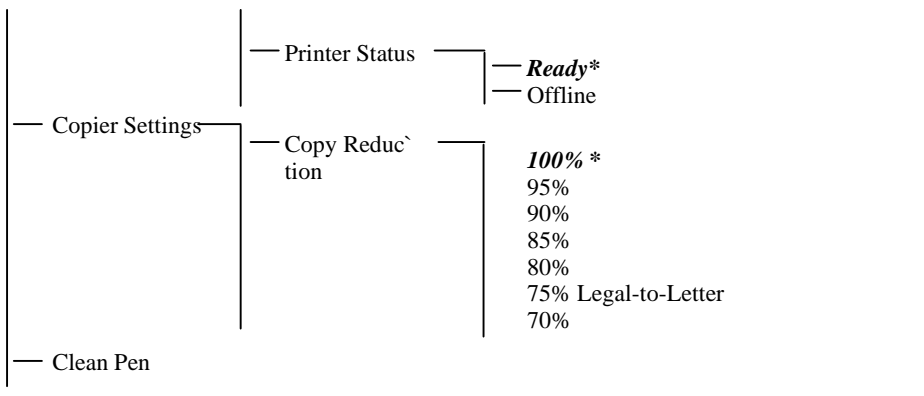 Printer Status
Ready*
Offline
Copier Settings
Copy Reduc`
tion
100% *
95%
90%
85%
80%
75% Legal-to-Letter
70%
Clean Pen